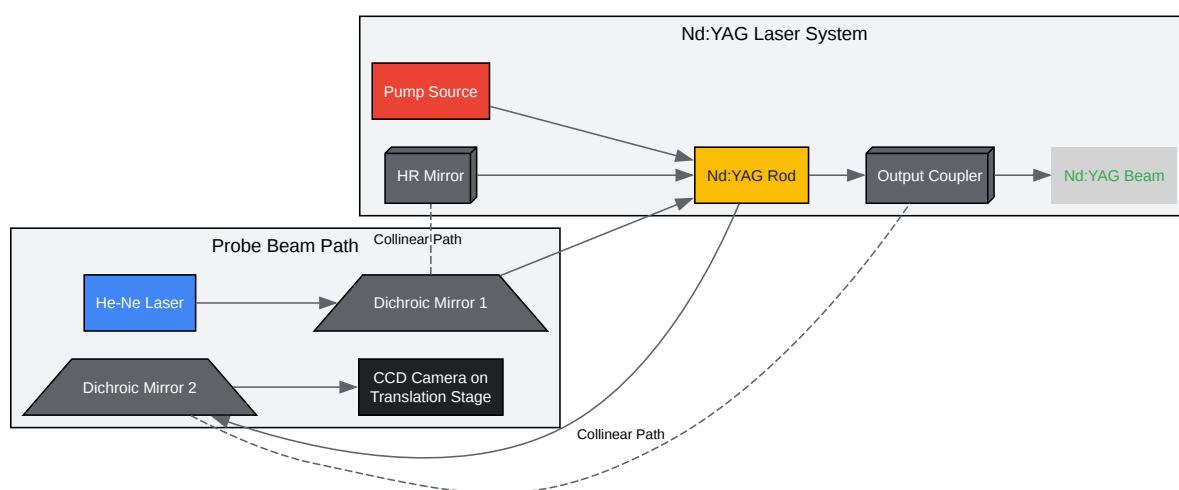 Nd:YAG Laser System
Pump Source
HR Mirror
Nd:YAG Rod
Output Coupler
Nd:YAG Beam
Probe Beam Path
Collinear Path
He-Ne Laser
Dichroic Mirror 1
Dichroic Mirror 2
CCD Camera on
Translation Stage
Collinear Path